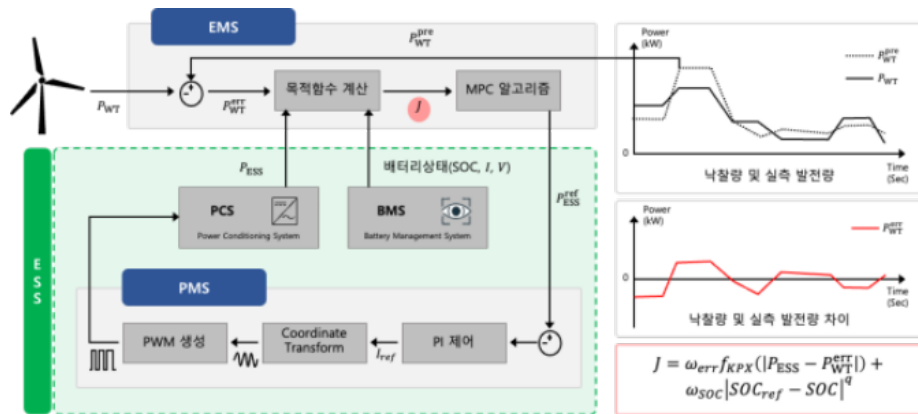 EMS
P_WT^pre
P_WT
P_WT^err
목적함수 계산
J
MPC 알고리즘
P_ESS
배터리상태(SOC, I, V)
P_ESS^ref
ESS
PCS
Power Conditioning System
BMS
Battery Management System
PMS
PWM 생성
Coordinate
Transform
I_ref
PI 제어
Power
(kW)
P_WT^pre
P_WT
0
Time
(Sec)
낙찰량 및 실측 발전량
Power
(kW)
P_WT^err
0
Time
(Sec)
낙찰량 및 실측 발전량 차이
J = ω_err f_KPX(|P_ESS − P_WT^err|) +
ω_SOC|SOC_ref − SOC|^q